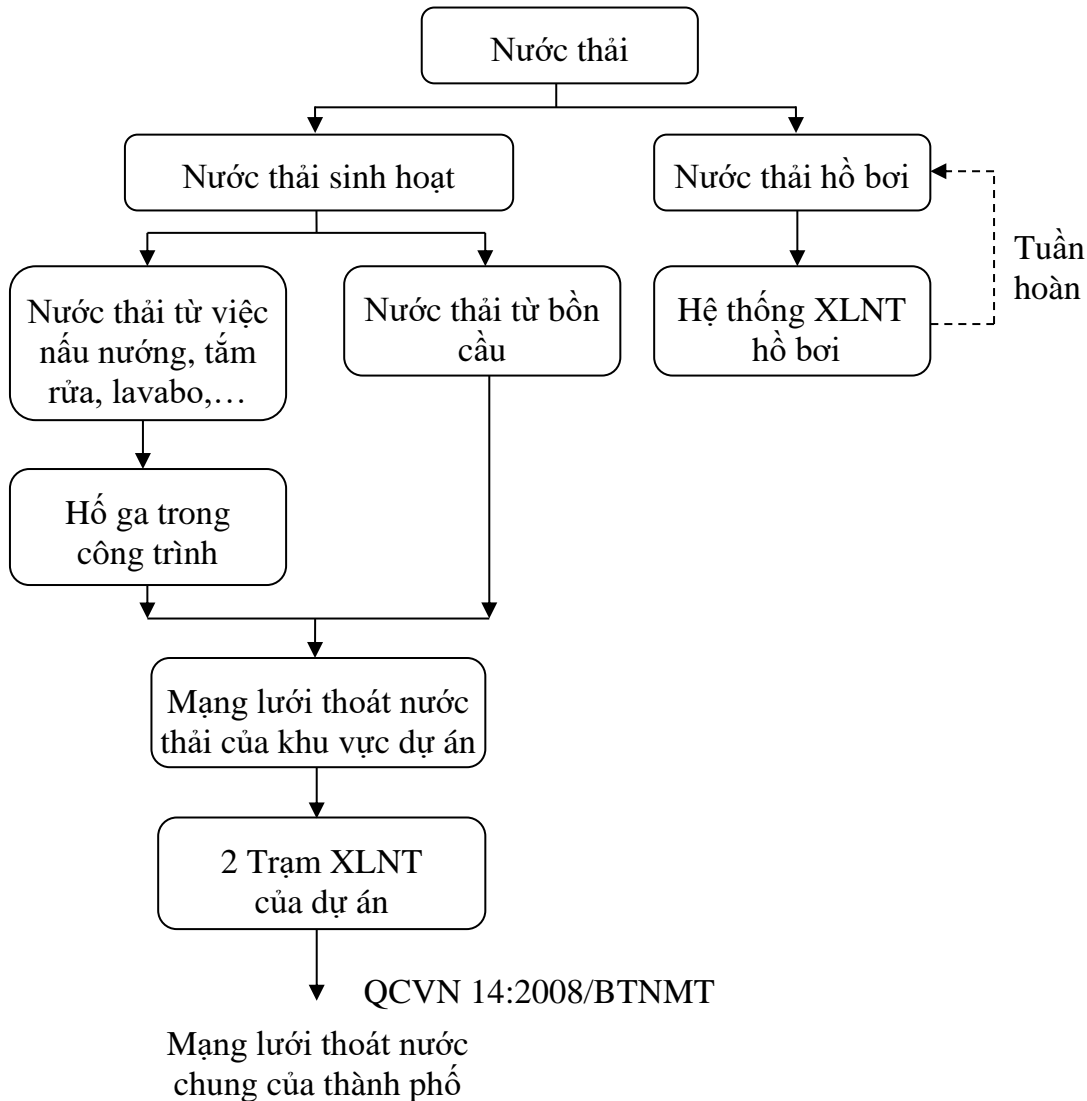 Nước thải
Nước thải sinh hoạt
Nước thải hồ bơi
Tuần
hoàn
Nước thải từ việc
nấu nướng, tắm
rửa, lavabo,…
Nước thải từ bồn
cầu
Hệ thống XLNT
hồ bơi
Hố ga trong
công trình
Mạng lưới thoát nước
thải của khu vực dự án
2 Trạm XLNT
của dự án
QCVN 14:2008/BTNMT
Mạng lưới thoát nước
chung của thành phố